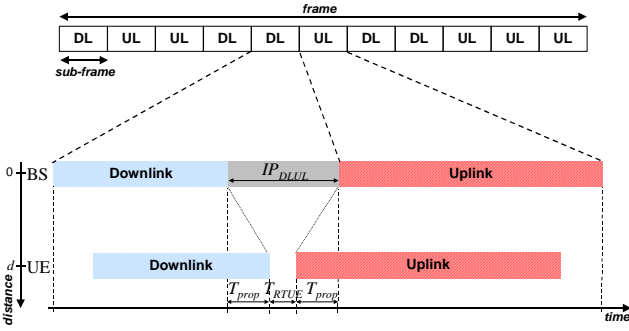 frame
DL UL UL DL DL UL DL DL UL UL UL
sub-frame
0 BS Downlink IP_DLUL Uplink
d UE Downlink Uplink
T_prop T_RTUE T_prop
distance
time